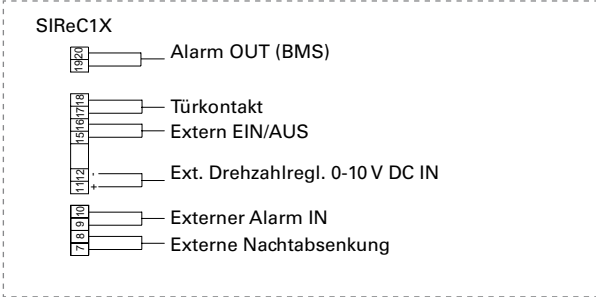 SIReC1X
20
19
Alarm OUT (BMS)
18
17
Türkontakt
16
15
Extern EIN/AUS
12 -
11 +
Ext. Drehzahlregl. 0-10 V DC IN
10
9
Externer Alarm IN
8
7
Externe Nachtabsenkung